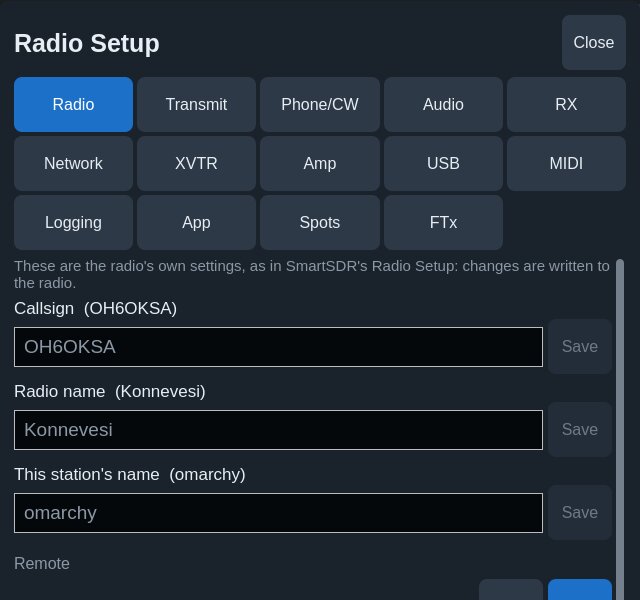 Radio Setup
Close
Radio
Transmit
Phone/CW
Audio
RX
Network
XVTR
Amp
USB
MIDI
Logging
App
Spots
FTx
These are the radio's own settings, as in SmartSDR's Radio Setup: changes are written to
the radio.
Callsign (OH6OKSA)
OH6OKSA
Save
Radio name (Konnevesi)
Konnevesi
Save
This station's name (omarchy)
omarchy
Save
Remote